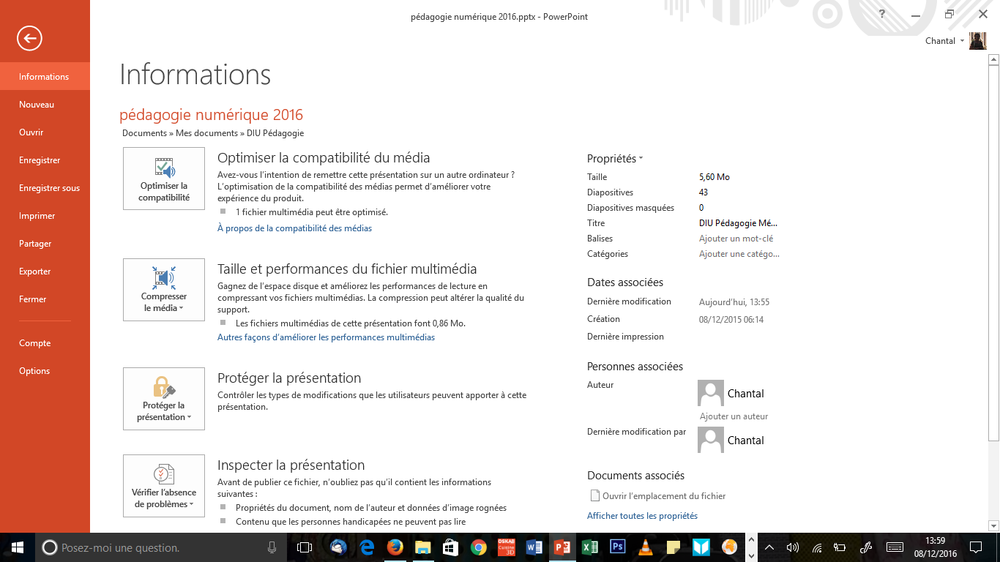 pédagogie numérique 2016.pptx - PowerPoint
?
Chantal
Informations
Nouveau
Ouvrir
Enregistrer
Enregistrer sous
Imprimer
Partager
Exporter
Fermer
Compte
Options
Informations
pédagogie numérique 2016
Documents » Mes documents » DIU Pédagogie
Optimiser la
compatibilité
Optimiser la compatibilité du média
Avez-vous l'intention de remettre cette présentation sur un autre ordinateur ?
L'optimisation de la compatibilité des médias permet d'améliorer votre
expérience du produit.
1 fichier multimédia peut être optimisé.
À propos de la compatibilité des médias
Compresser
le média
Taille et performances du fichier multimédia
Gagnez de l'espace disque et améliorez les performances de lecture en
compressant vos fichiers multimédias. La compression peut altérer la qualité du
support.
Les fichiers multimédias de cette présentation font 0,86 Mo.
Autres façons d'améliorer les performances multimédias
Protéger la
présentation
Protéger la présentation
Contrôler les types de modifications que les utilisateurs peuvent apporter à cette
présentation.
Vérifier l'absence
de problèmes
Inspecter la présentation
Avant de publier ce fichier, n'oubliez pas qu'il contient les informations
suivantes :
Propriétés du document, nom de l'auteur et données d'image rognées
Contenu que les personnes handicapées ne peuvent pas lire
Propriétés
Taille 5,60 Mo
Diapositives 43
Diapositives masquées 0
Titre DIU Pédagogie Mé...
Balises Ajouter un mot-clé
Catégories Ajouter une catégo...
Dates associées
Dernière modification Aujourd'hui, 13:55
Création 08/12/2015 06:14
Dernière impression
Personnes associées
Auteur Chantal
Ajouter un auteur
Dernière modification par Chantal
Documents associés
Ouvrir l'emplacement du fichier
Afficher toutes les propriétés
Posez-moi une question.
OSKAB
Cuisine
3D
Ps
13:59
08/12/2016